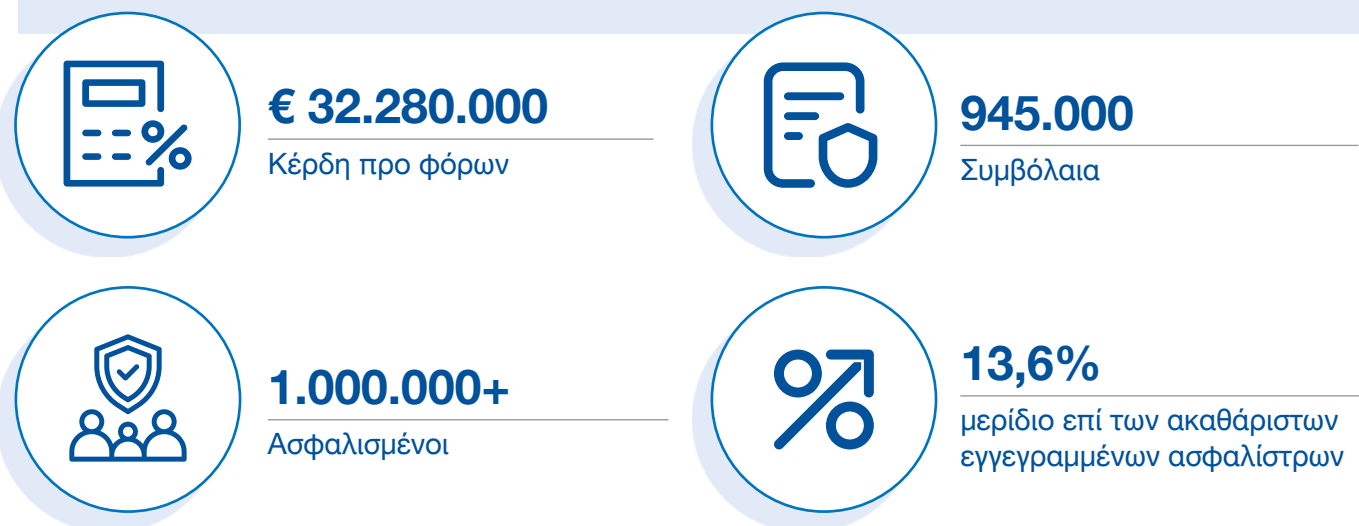 € 32.280.000
Κέρδη προ φόρων
945.000
Συμβόλαια
1.000.000+
Ασφαλισμένοι
13,6%
μερίδιο επί των ακαθάριστων
εγγεγραμμένων ασφαλίστρων